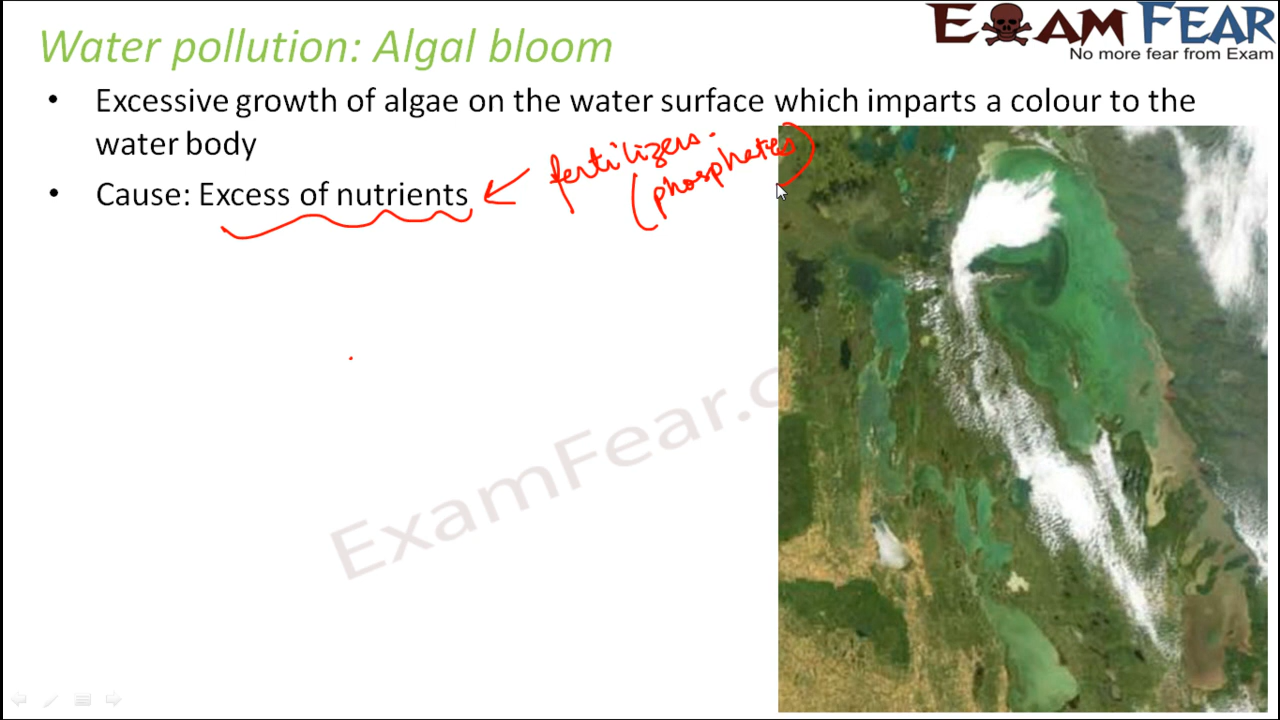 Water pollution: Algal bloom
EXAM FEAR
No more fear from Exam
• Excessive growth of algae on the water surface which imparts a colour to the
water body
• Cause: Excess of nutrients
fertilizers.
(phosphates)
ExamFear.c